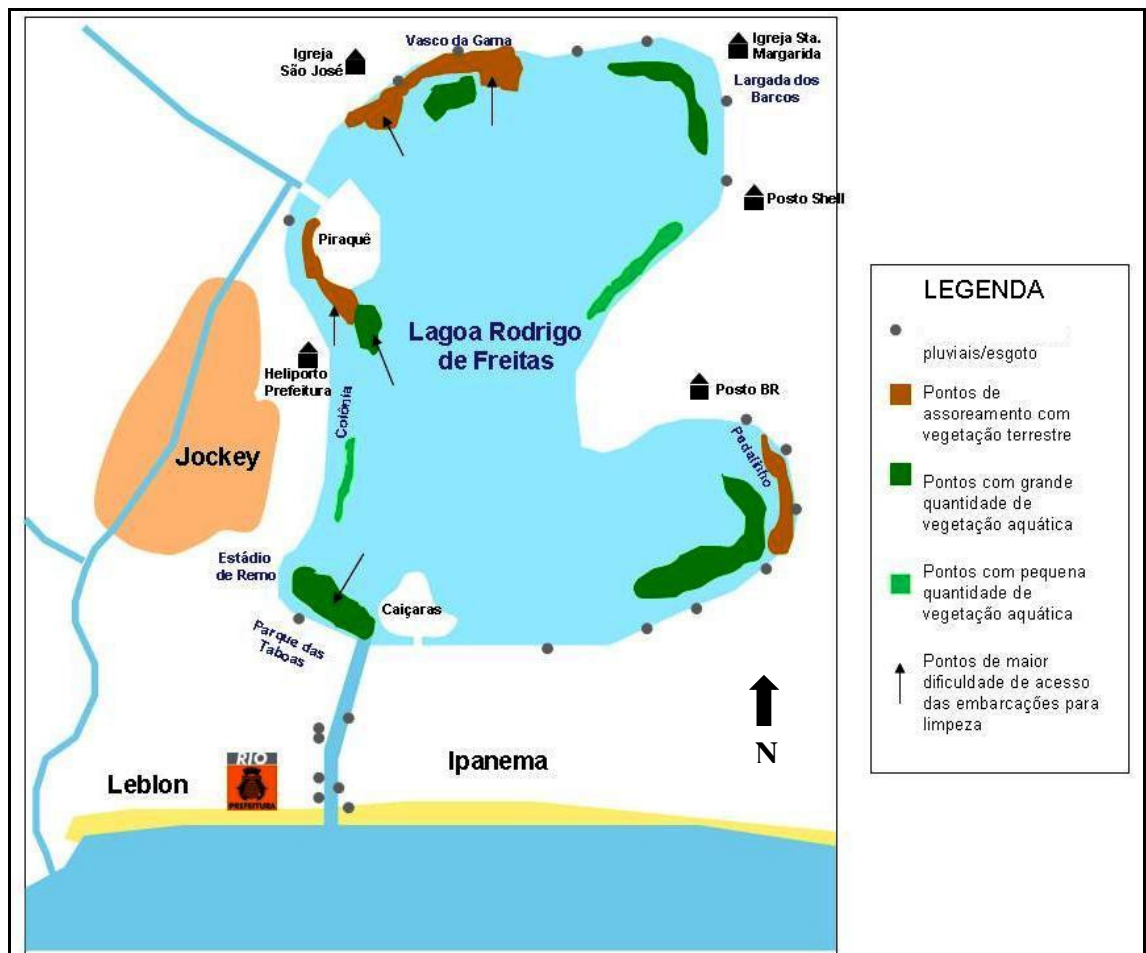 Vasco da Gama
Igreja
São José
Igreja Sta.
Margarida
Largada dos
Barcos
Posto Shell
Piraquê
Lagoa Rodrigo
de Freitas
Heliporto
Prefeitura
Posto BR
Colônia
Pedalinho
Jockey
Estádio
de Remo
Caiçaras
Parque das
Taboas
N
Ipanema
Leblon
RIO
PREFEITURA
LEGENDA
pluviais/esgoto
Pontos de
assoreamento com
vegetação terrestre
Pontos com grande
quantidade de
vegetação aquática
Pontos com pequena
quantidade de
vegetação aquática
Pontos de maior
dificuldade de acesso
das embarcações para
limpeza